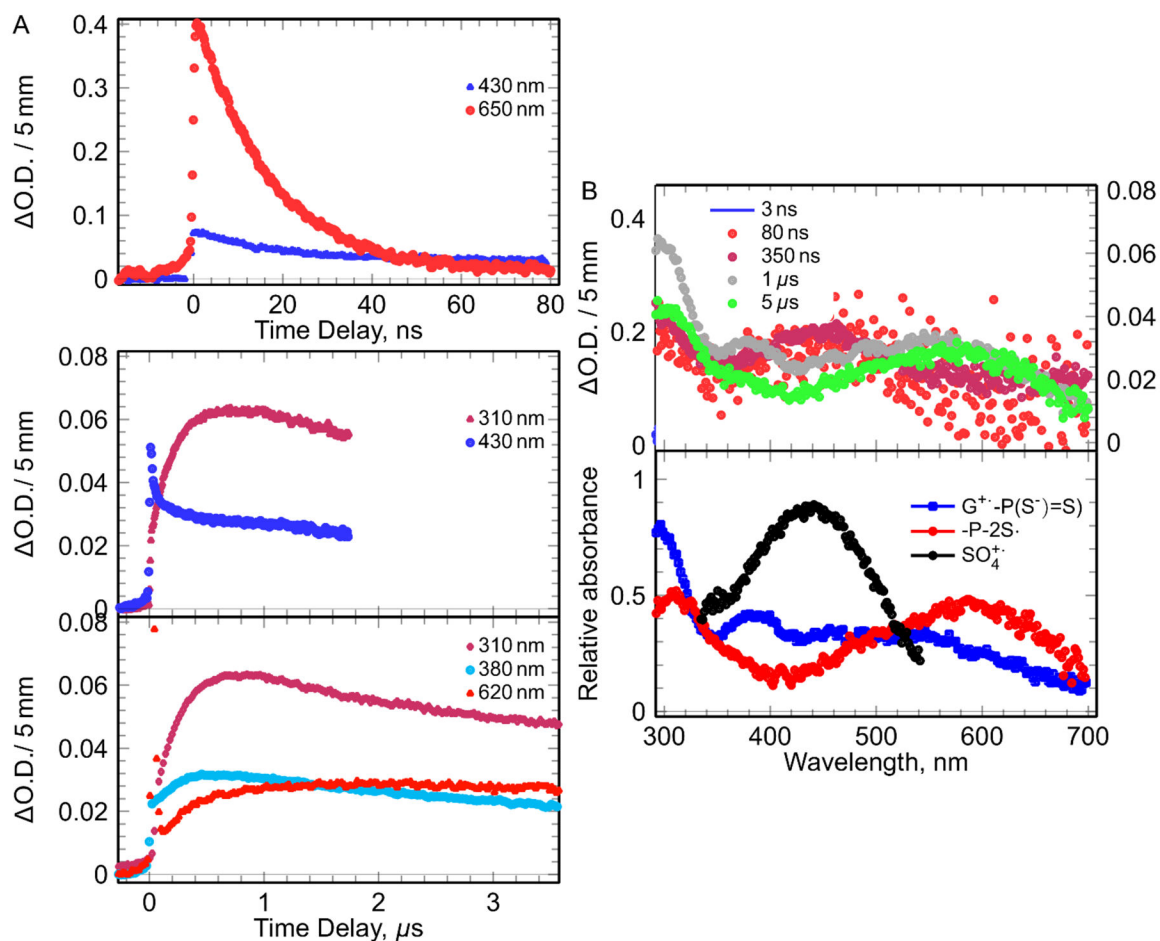 A
0.4
0.3
0.2
0.1
0
ΔO.D. / 5 mm
430 nm
650 nm
0
20
40
60
80
Time Delay, ns
0.08
0.06
0.04
0.02
0
ΔO.D./ 5 mm
310 nm
430 nm
0.08
0.06
0.04
0.02
0
ΔO.D./ 5 mm
310 nm
380 nm
620 nm
0
1
2
3
Time Delay, µs
B
0.4
0.2
0
ΔO.D. / 5 mm
3 ns
80 ns
350 ns
1 µs
5 µs
0.08
0.06
0.04
0.02
0
1
0.5
0
Relative absorbance
G⁺·-P(S⁻)=S)
-P-2S·
SO₄⁺·
300
400
500
600
700
Wavelength, nm